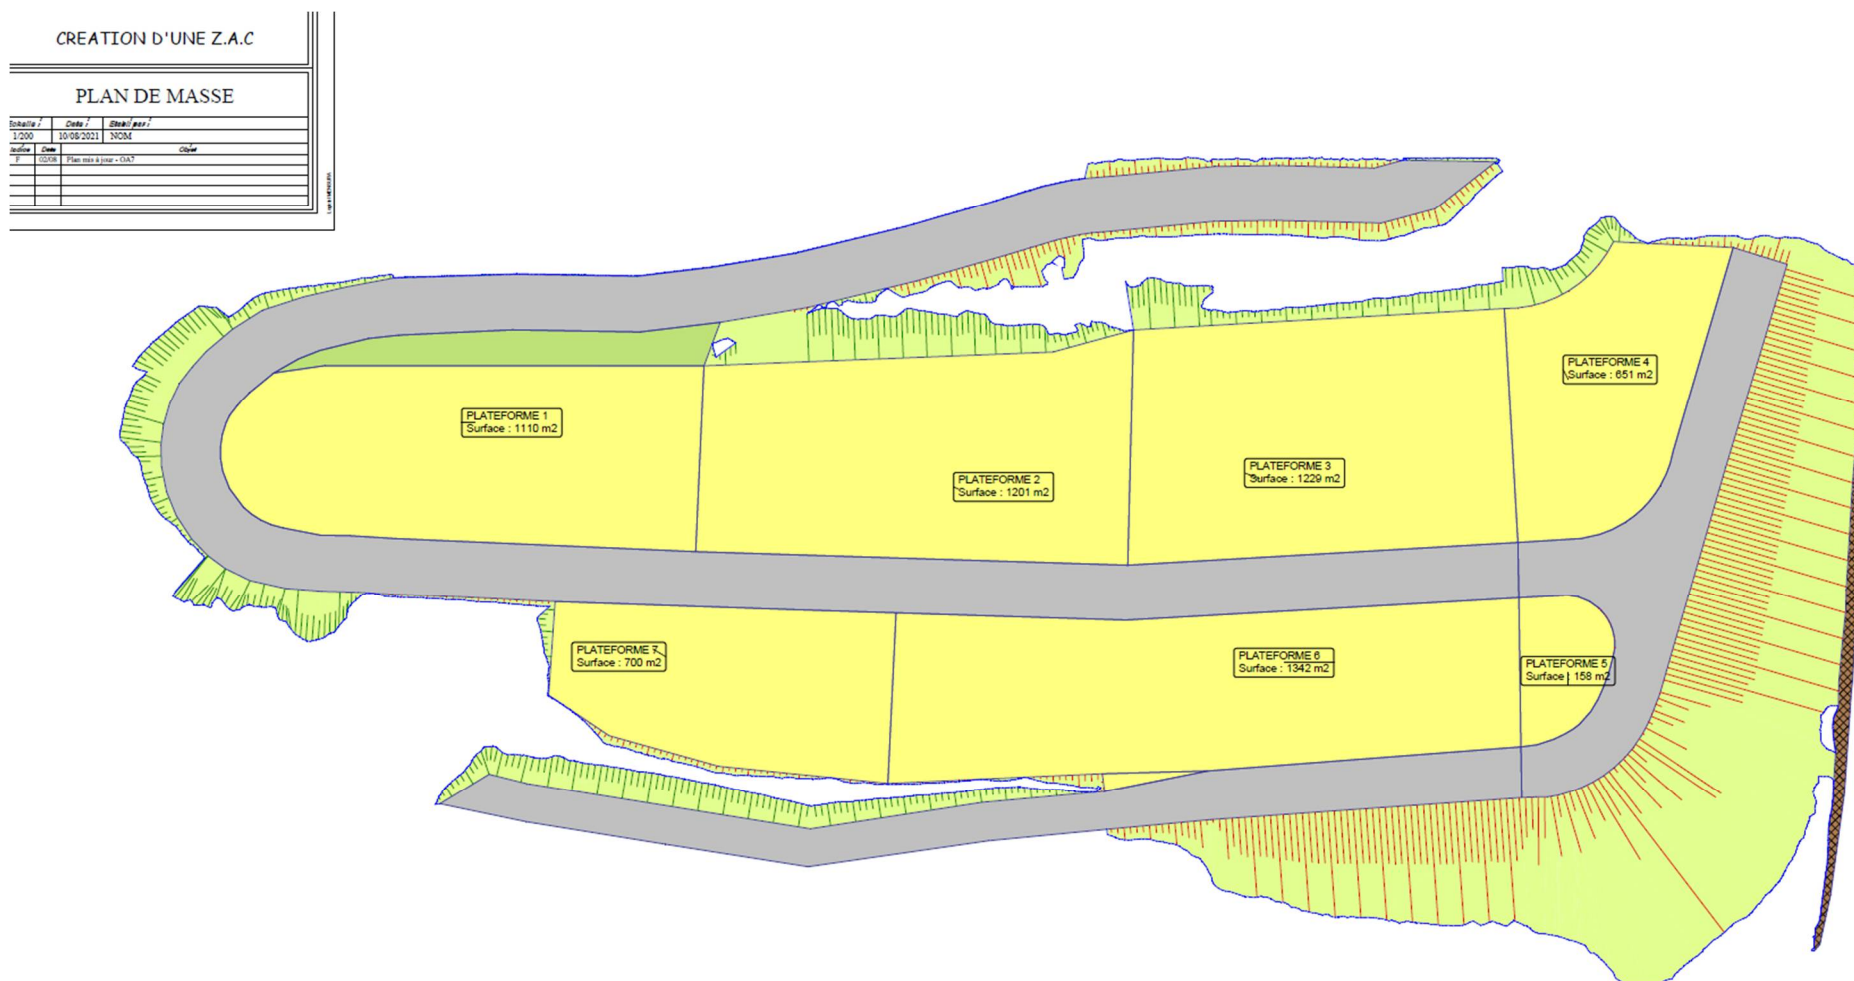 CREATION D'UNE Z.A.C
PLAN DE MASSE
Echelle : Date : Etabli par :
1/200 10/08/2021 NOM
Indice Date Objet
F 02/08 Plan mis à jour - OA7
PLATEFORME 1
Surface : 1110 m2
PLATEFORME 2
Surface : 1201 m2
PLATEFORME 3
Surface : 1229 m2
PLATEFORME 4
Surface : 651 m2
PLATEFORME 7
Surface : 700 m2
PLATEFORME 6
Surface : 1342 m2
PLATEFORME 5
Surface : 158 m2